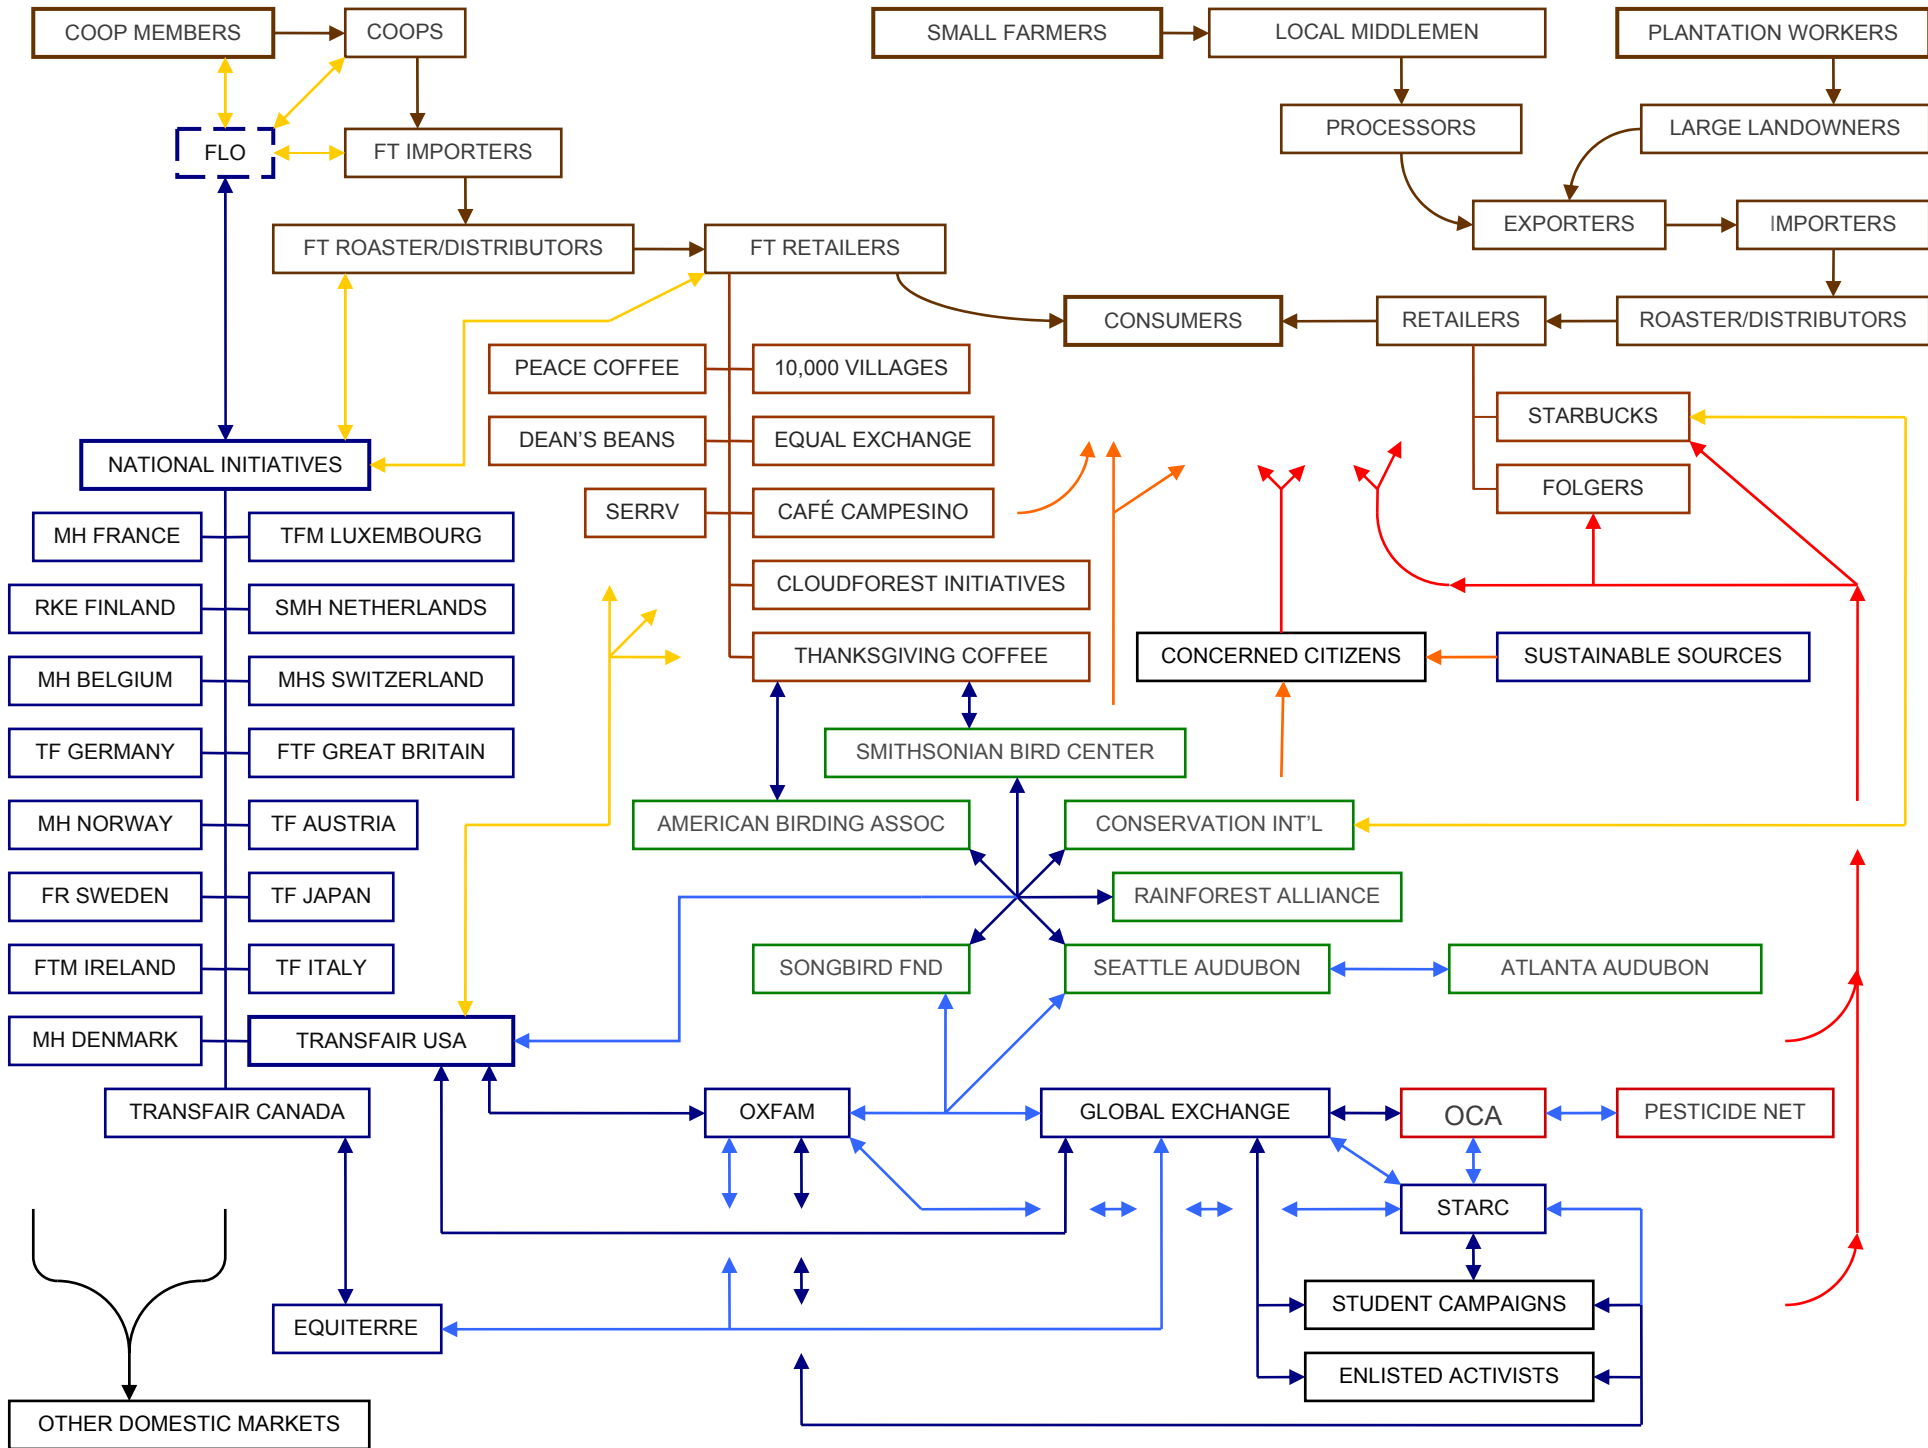 COOP MEMBERS
COOPS
SMALL FARMERS
LOCAL MIDDLEMEN
PLANTATION WORKERS
FLO
FT IMPORTERS
PROCESSORS
LARGE LANDOWNERS
EXPORTERS
IMPORTERS
FT ROASTER/DISTRIBUTORS
FT RETAILERS
CONSUMERS
RETAILERS
ROASTER/DISTRIBUTORS
PEACE COFFEE
10,000 VILLAGES
STARBUCKS
DEAN'S BEANS
EQUAL EXCHANGE
NATIONAL INITIATIVES
FOLGERS
SERRV
CAFÉ CAMPESINO
MH FRANCE
TFM LUXEMBOURG
CLOUDFOREST INITIATIVES
RKE FINLAND
SMH NETHERLANDS
THANKSGIVING COFFEE
CONCERNED CITIZENS
SUSTAINABLE SOURCES
MH BELGIUM
MHS SWITZERLAND
TF GERMANY
FTF GREAT BRITAIN
SMITHSONIAN BIRD CENTER
MH NORWAY
TF AUSTRIA
AMERICAN BIRDING ASSOC
CONSERVATION INT'L
FR SWEDEN
TF JAPAN
RAINFOREST ALLIANCE
FTM IRELAND
TF ITALY
SONGBIRD FND
SEATTLE AUDUBON
ATLANTA AUDUBON
MH DENMARK
TRANSFAIR USA
TRANSFAIR CANADA
OXFAM
GLOBAL EXCHANGE
OCA
PESTICIDE NET
STARC
EQUITERRE
STUDENT CAMPAIGNS
ENLISTED ACTIVISTS
OTHER DOMESTIC MARKETS